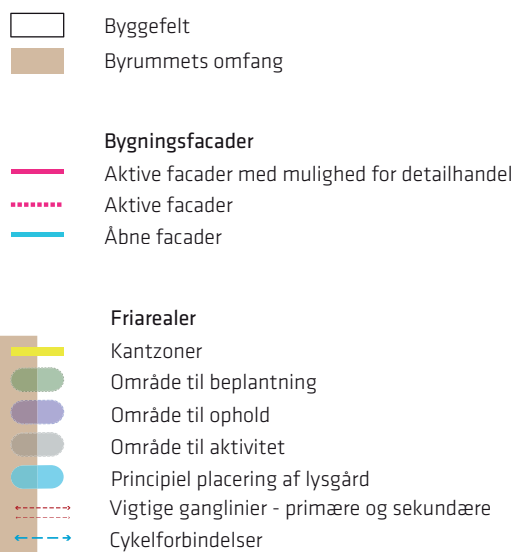 Byggefelt
Byrummets omfang
Bygningsfacader
Aktive facader med mulighed for detailhandel
Aktive facader
Åbne facader
Friarealer
Kantzoner
Område til beplantning
Område til ophold
Område til aktivitet
Principiel placering af lysgård
Vigtige ganglinier - primære og sekundære
Cykelforbindelser